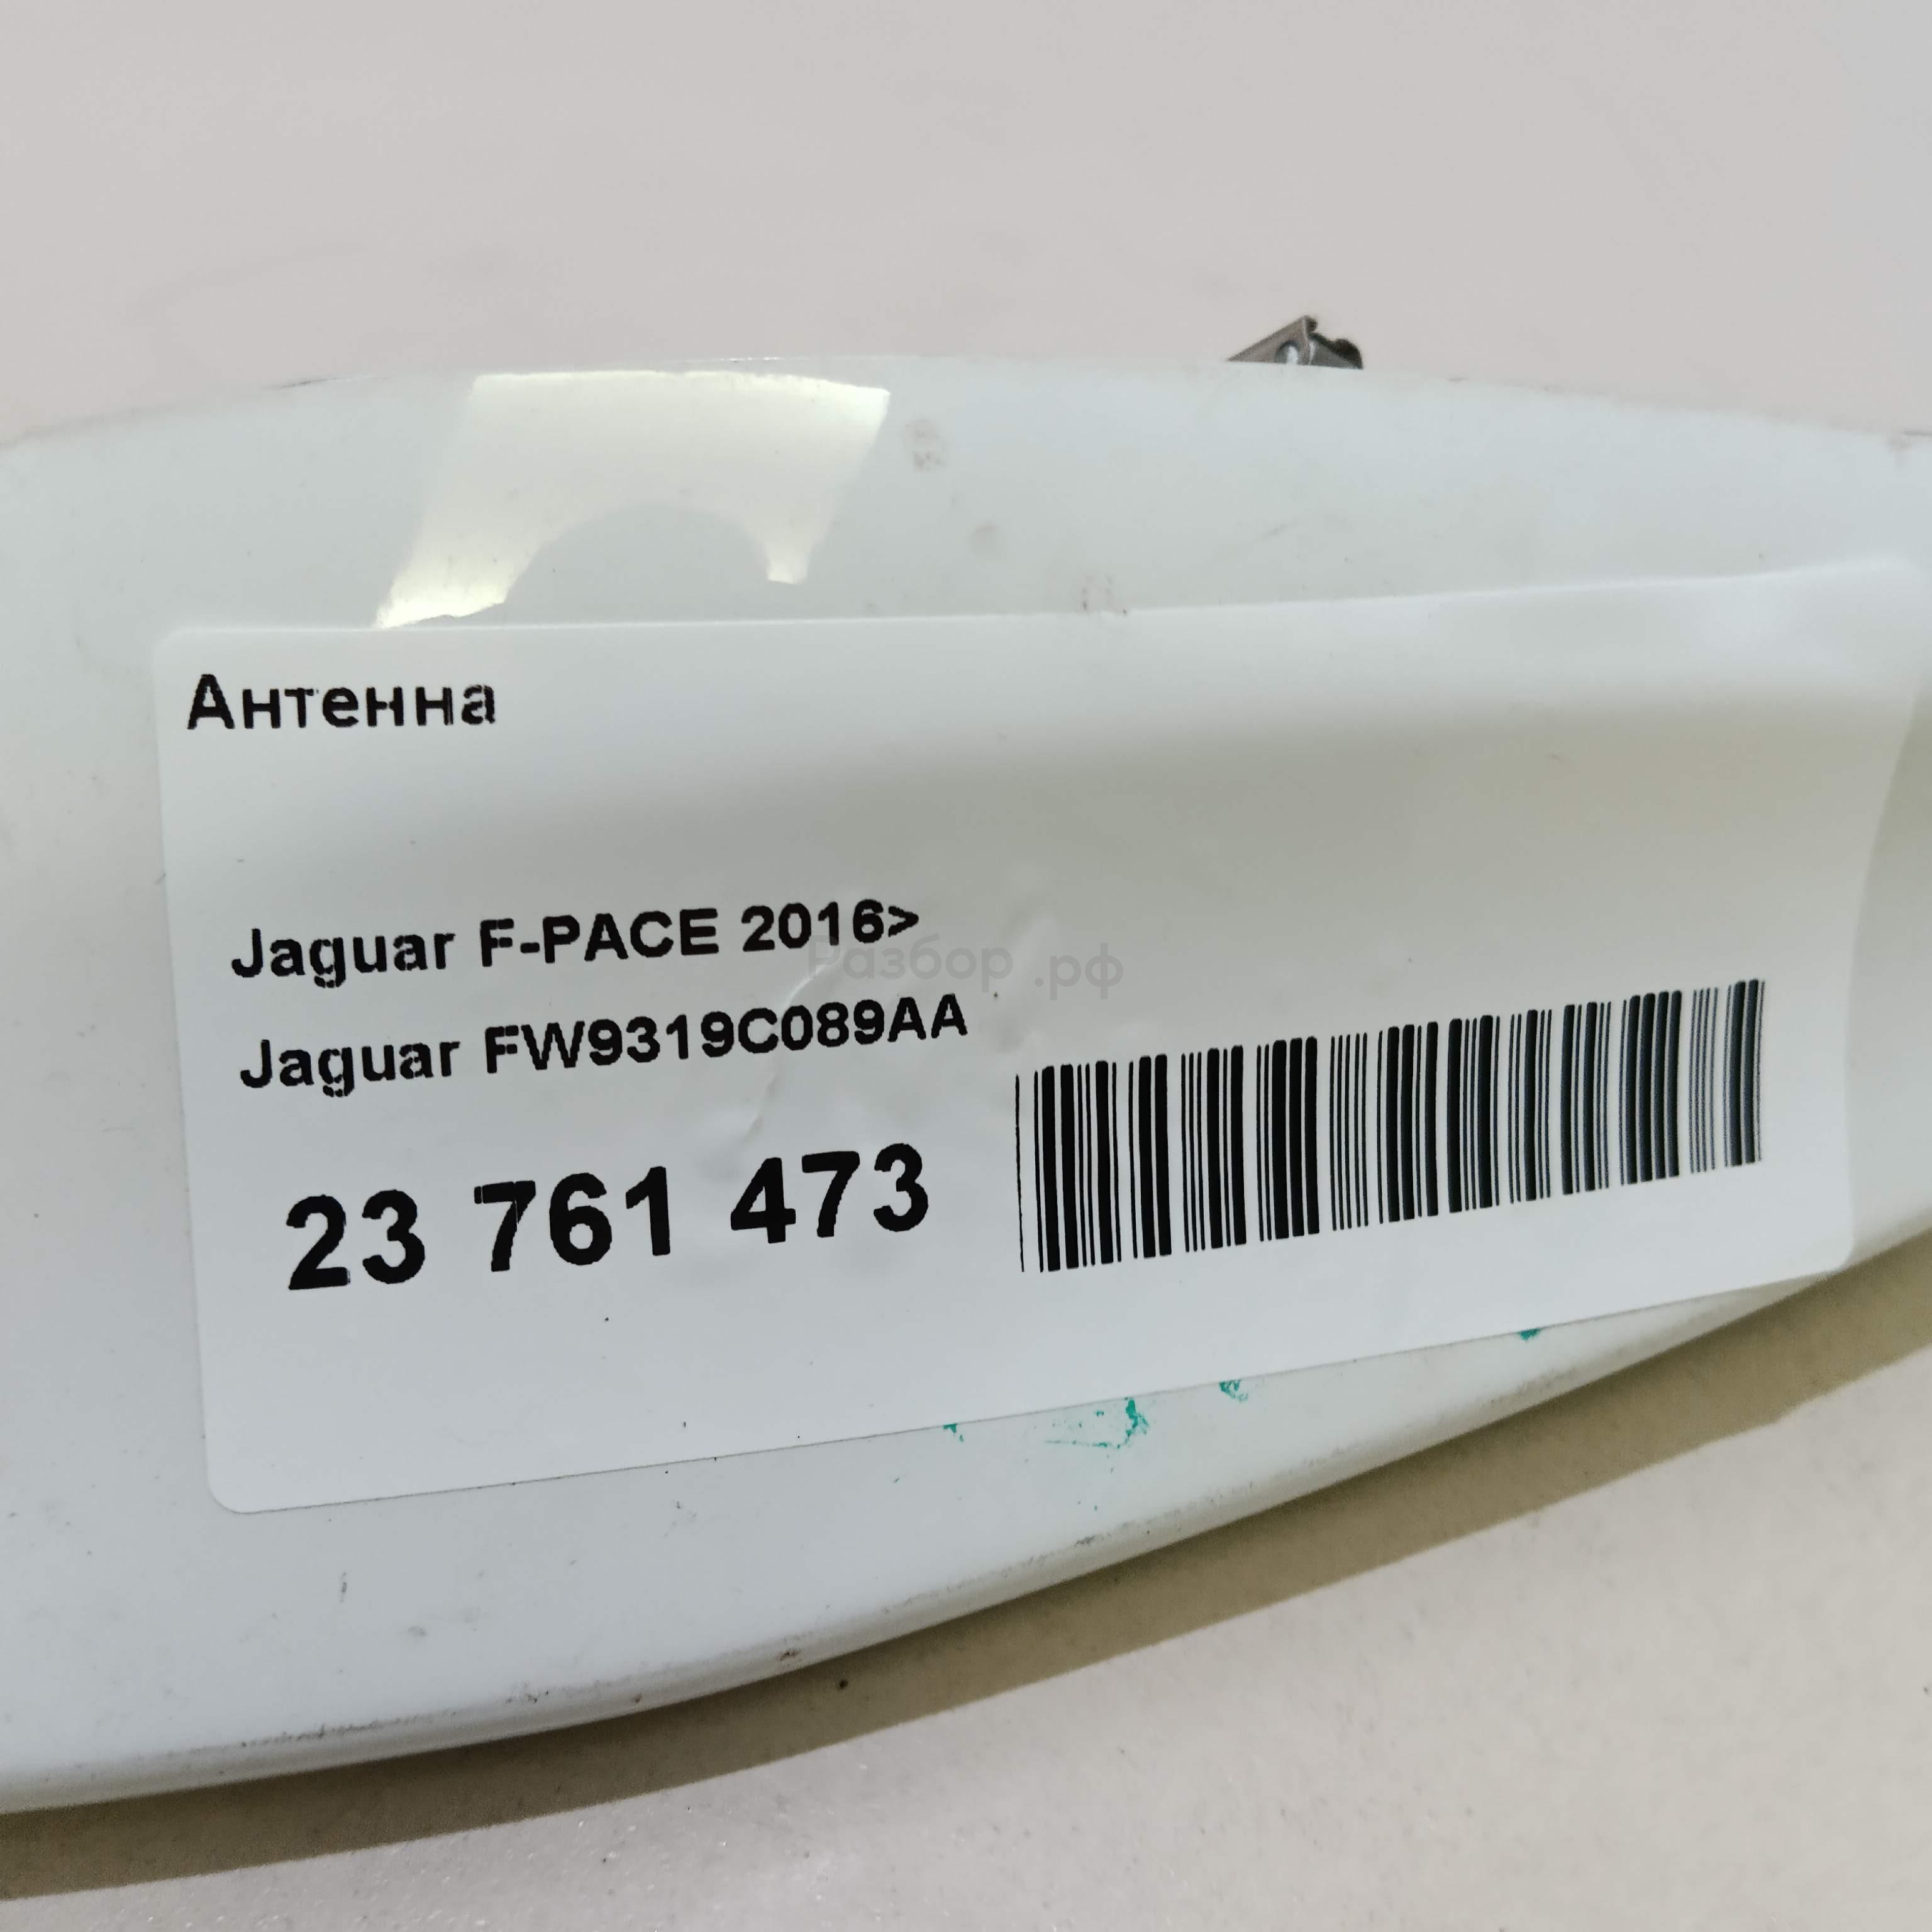 Антенна
Jaguar F-PACE 2016>
Разбор.рф
Jaguar FW9319C089AA
23 761 473